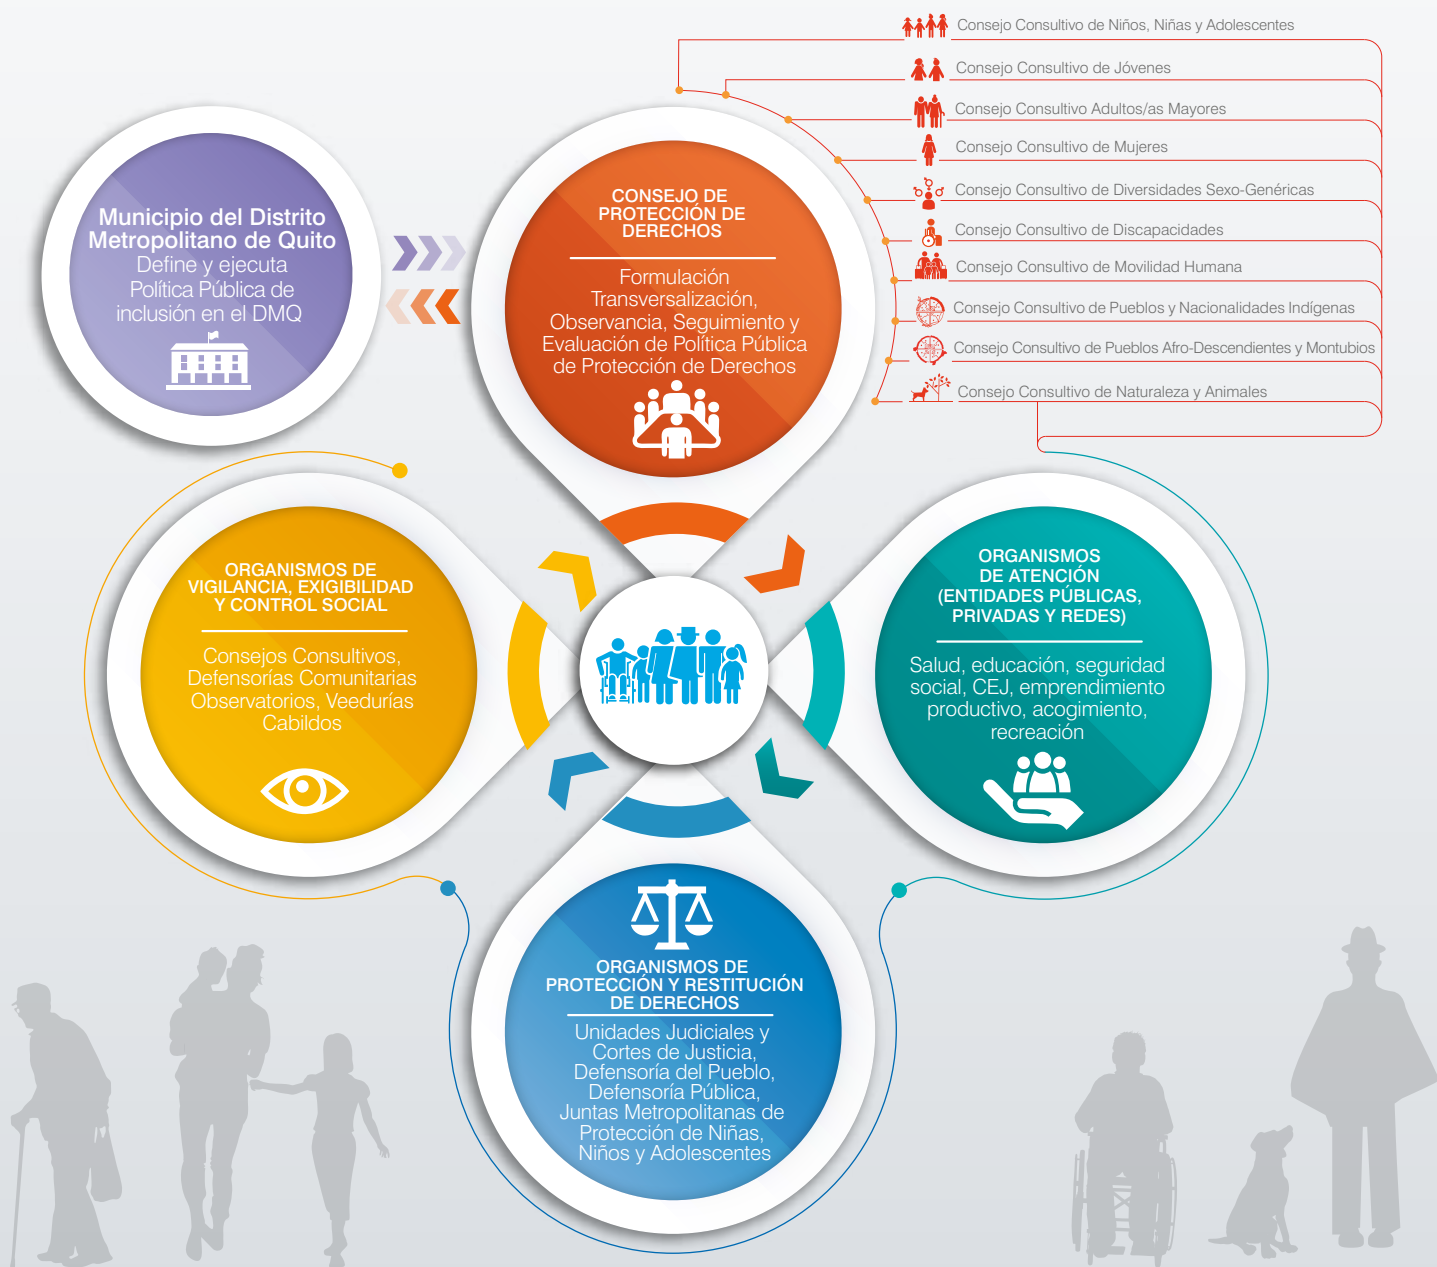 Consejo Consultivo de Niños, Niñas y Adolescentes
Consejo Consultivo de Jóvenes
Consejo Consultivo Adultos/as Mayores
Consejo Consultivo de Mujeres
Consejo Consultivo de Diversidades Sexo-Genéricas
Consejo Consultivo de Discapacidades
Consejo Consultivo de Movilidad Humana
Consejo Consultivo de Pueblos y Nacionalidades Indígenas
Consejo Consultivo de Pueblos Afro-Descendientes y Montubios
Consejo Consultivo de Naturaleza y Animales
Municipio del Distrito
Metropolitano de Quito
Define y ejecuta
Política Pública de
inclusión en el DMQ
CONSEJO DE
PROTECCIÓN DE
DERECHOS
Formulación
Transversalización,
Observancia, Seguimiento y
Evaluación de Política Pública
de Protección de Derechos
ORGANISMOS DE
VIGILANCIA, EXIGIBILIDAD
Y CONTROL SOCIAL
Consejos Consultivos,
Defensorías Comunitarias
Observatorios, Veedurías
Cabildos
ORGANISMOS
DE ATENCIÓN
(ENTIDADES PÚBLICAS,
PRIVADAS Y REDES)
Salud, educación, seguridad
social, CEJ, emprendimiento
productivo, acogimiento,
recreación
ORGANISMOS DE
PROTECCIÓN Y RESTITUCIÓN
DE DERECHOS
Unidades Judiciales y
Cortes de Justicia,
Defensoría del Pueblo,
Defensoría Pública,
Juntas Metropolitanas de
Protección de Niñas,
Niños y Adolescentes